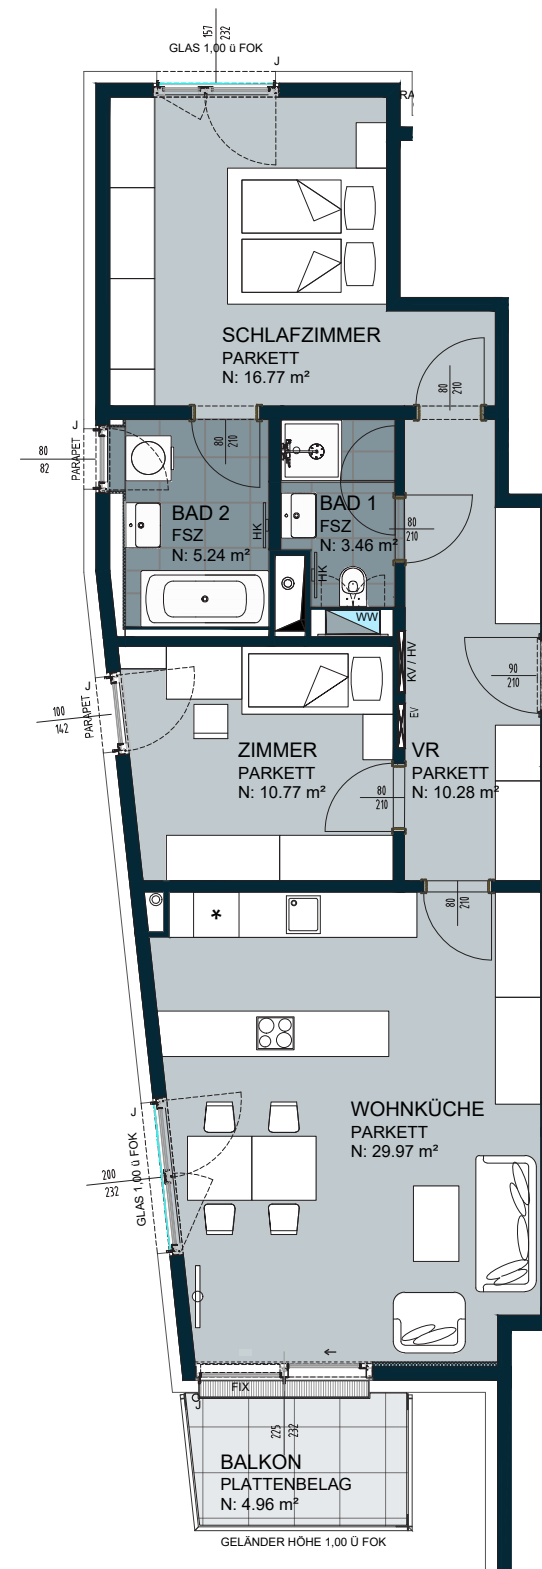 157
232
GLAS 1,00 ü FOK
J
RA
SCHLAFZIMMER
PARKETT
N: 16.77 m²
80
210
J
80
82
PARAPET
80
210
BAD 2
FSZ
N: 5.24 m²
HK
BAD 1
FSZ
N: 3.46 m²
HK
80
210
WW
KV / HV
EV
90
210
J
100
142
PARAPET
ZIMMER
PARKETT
N: 10.77 m²
80
210
VR
PARKETT
N: 10.28 m²
80
210
*
J
200
232
GLAS 1,00 ü FOK
WOHNKÜCHE
PARKETT
N: 29.97 m²
FIX
J
225
232
BALKON
PLATTENBELAG
N: 4.96 m²
GELÄNDER HÖHE 1,00 Ü FOK